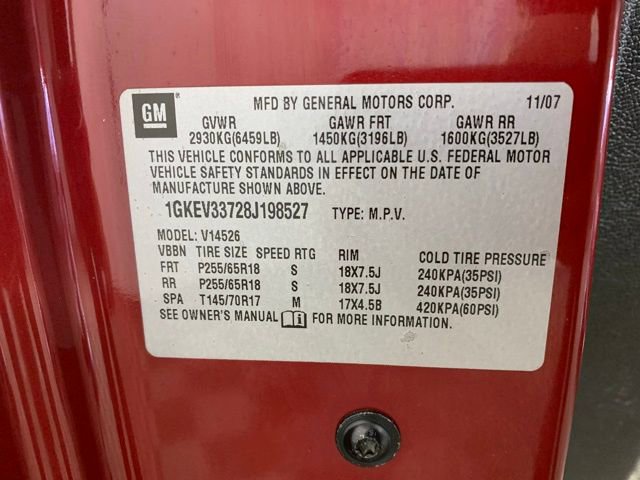 GM® MFD BY GENERAL MOTORS CORP. 11/07
GVWR GAWR FRT GAWR RR
2930KG(6459LB) 1450KG(3196LB) 1600KG(3527LB)
THIS VEHICLE CONFORMS TO ALL APPLICABLE U.S. FEDERAL MOTOR
VEHICLE SAFETY STANDARDS IN EFFECT ON THE DATE OF
MANUFACTURE SHOWN ABOVE.
1GKEV33728J198527 TYPE: M.P.V.
MODEL: V14526
VBBN TIRE SIZE SPEED RTG RIM COLD TIRE PRESSURE
FRT P255/65R18 S 18X7.5J 240KPA(35PSI)
RR P255/65R18 S 18X7.5J 240KPA(35PSI)
SPA T145/70R17 M 17X4.5B 420KPA(60PSI)
SEE OWNER'S MANUAL FOR MORE INFORMATION.